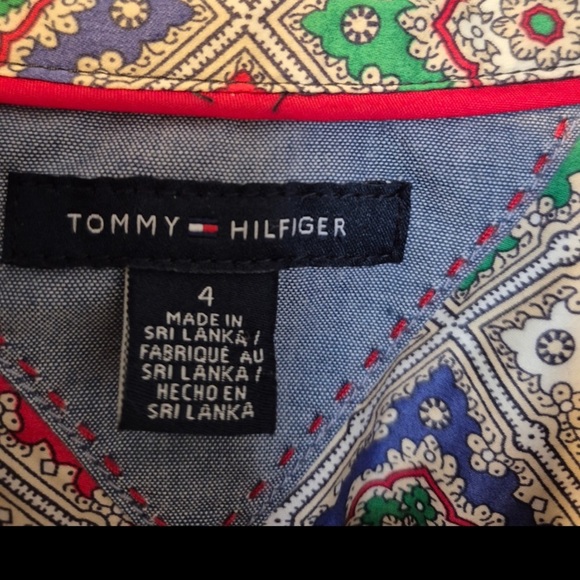 TOMMY HILFIGER
4
MADE IN
SRI LANKA /
FABRIQUÉ AU
SRI LANKA /
HECHO EN
SRI LANKA